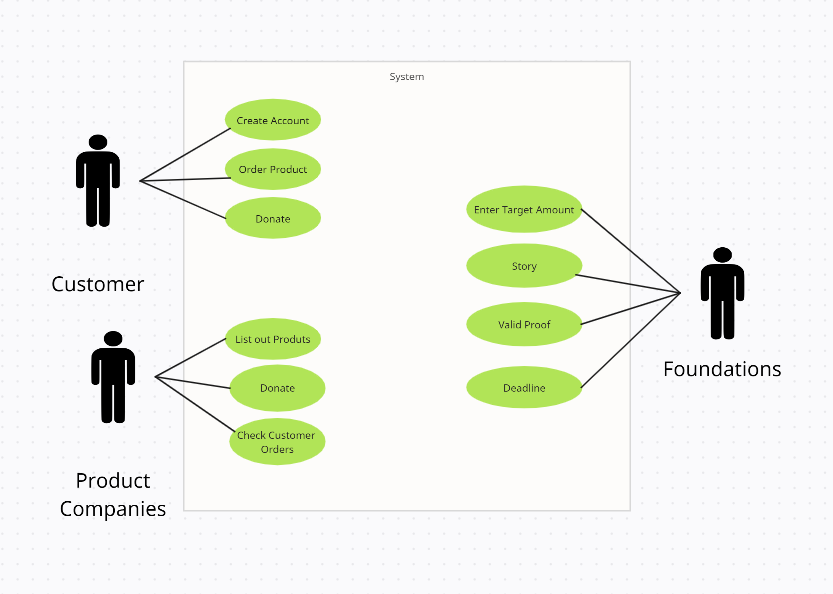 System
Create Account
Order Product
Donate
Customer
List out Produts
Donate
Check Customer
Orders
Product
Companies
Enter Target Amount
Story
Valid Proof
Deadline
Foundations